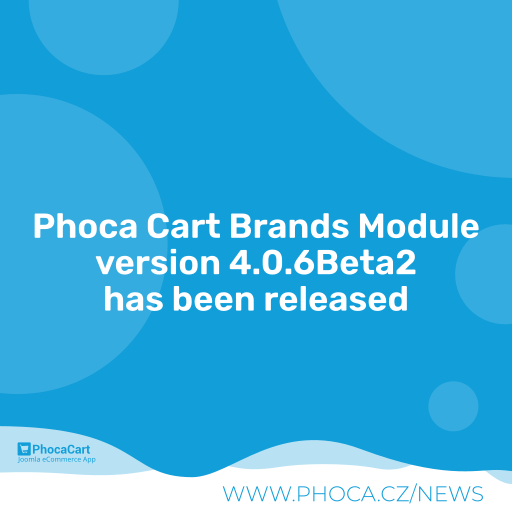 Phoca Cart Brands Module
version 4.0.6Beta2
has been released
PhocaCart
Joomla eCommerce App
WWW.PHOCA.CZ/NEWS